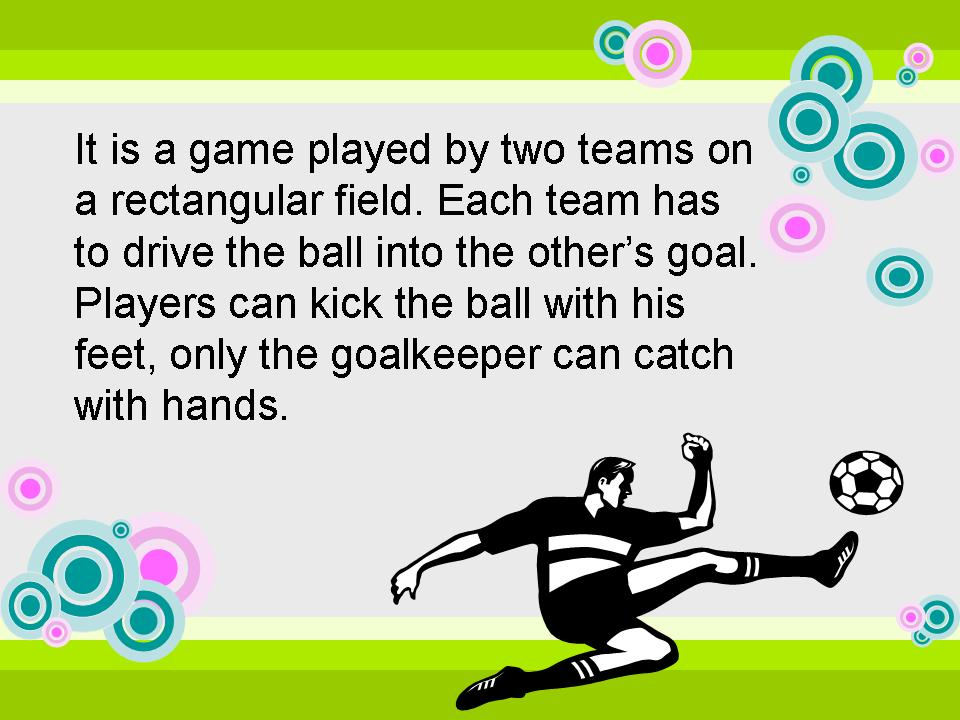 It is a game played by two teams on
a rectangular field. Each team has
to drive the ball into the other’s goal.
Players can kick the ball with his
feet, only the goalkeeper can catch
with hands.